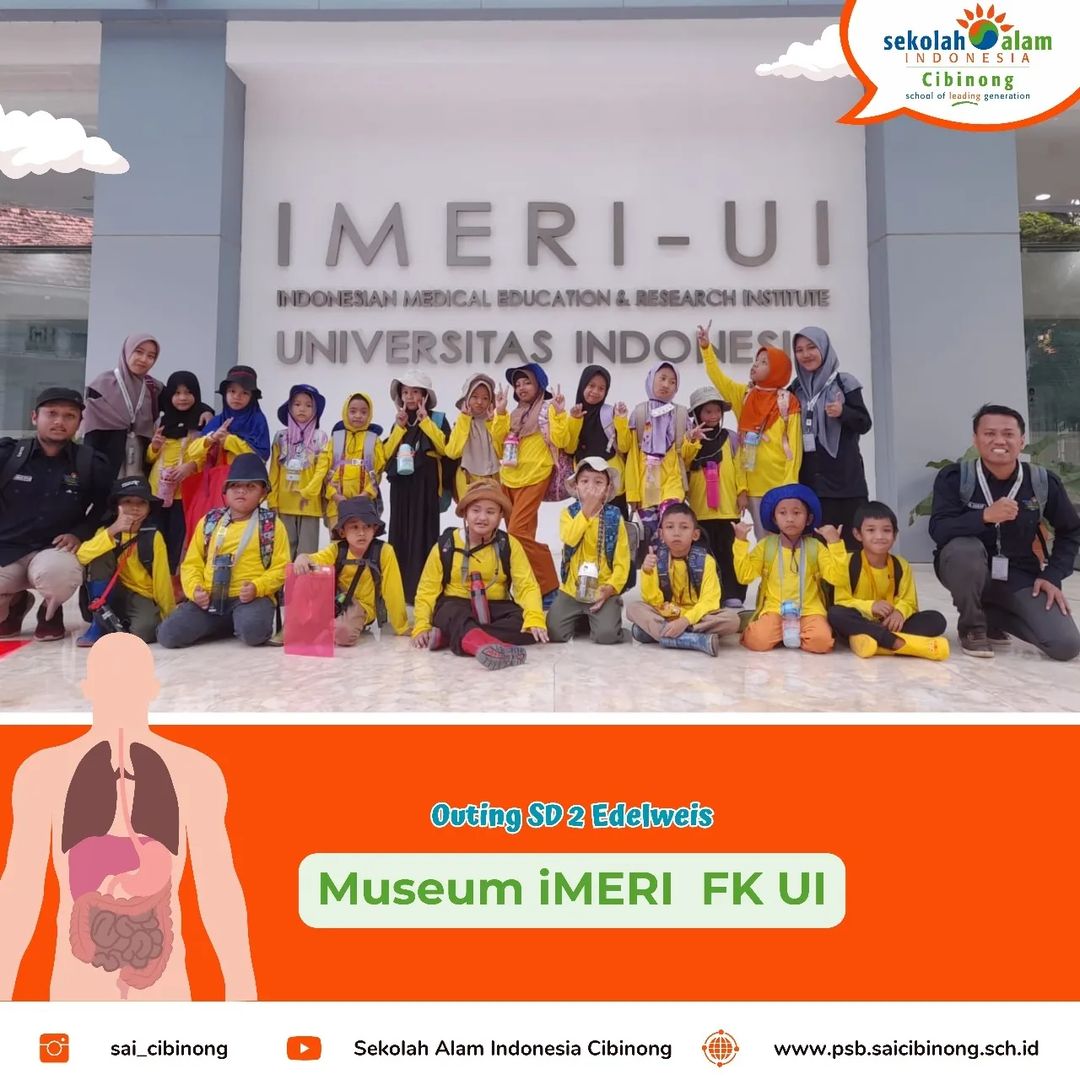 sekolah alam
INDONESIA
Cibinong
school of leading generation
IMERI-UI
INDONESIAN MEDICAL EDUCATION & RESEARCH INSTITUTE
UNIVERSITAS INDONESI
Outing SD 2 Edelweis
Museum iMERI FK UI
sai_cibinong
Sekolah Alam Indonesia Cibinong
www.psb.saicibinong.sch.id